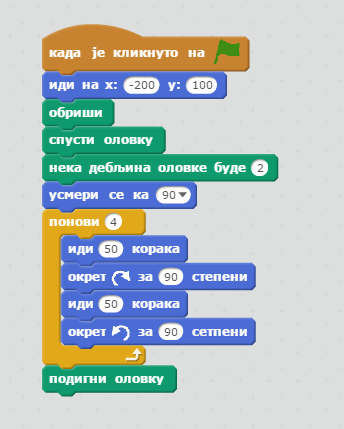 када је кликнуто на
иди на x: -200 y: 100
обриши
спусти оловку
нека дебљина оловке буде 2
усмери се ка 90
понови 4
иди 50 корака
окрет за 90 степени
иди 50 корака
окрет за 90 сетпени
подигни оловку